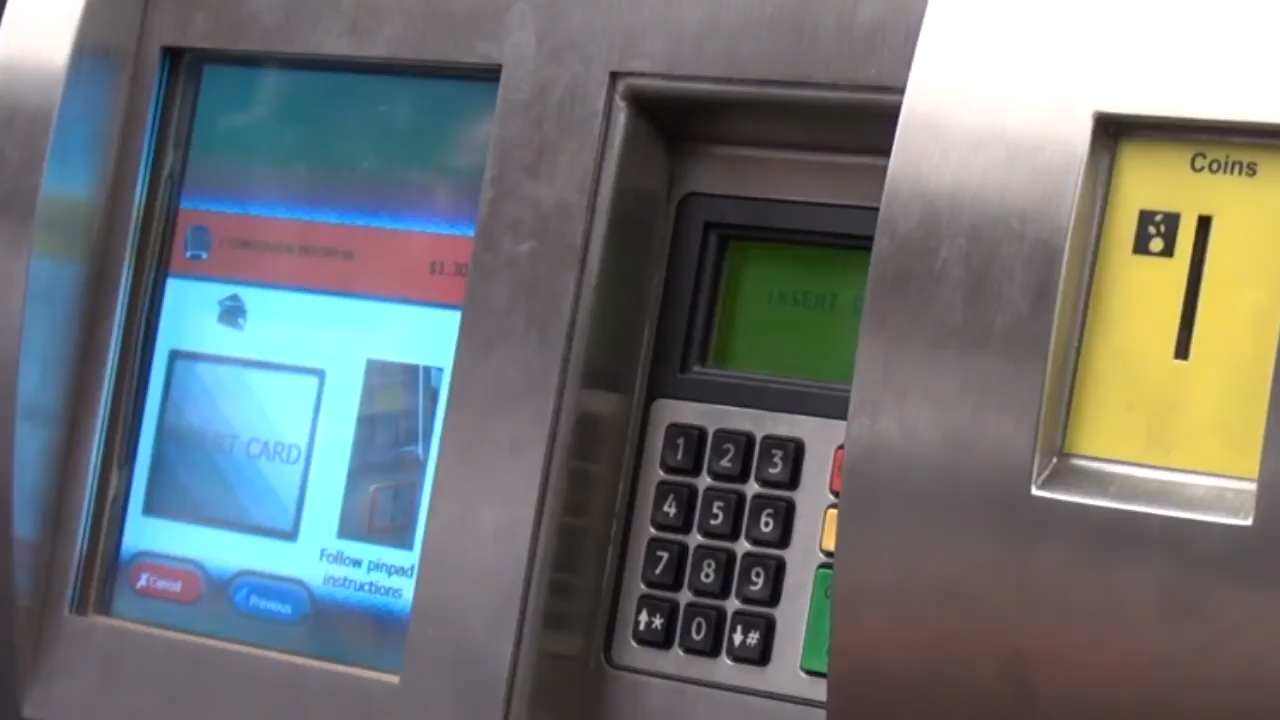 $1.30
CARD
Follow pinpad
instructions
Cancel
Previous
INSERT
1 2 3
4 5 6
7 8 9
* 0 #
Coins